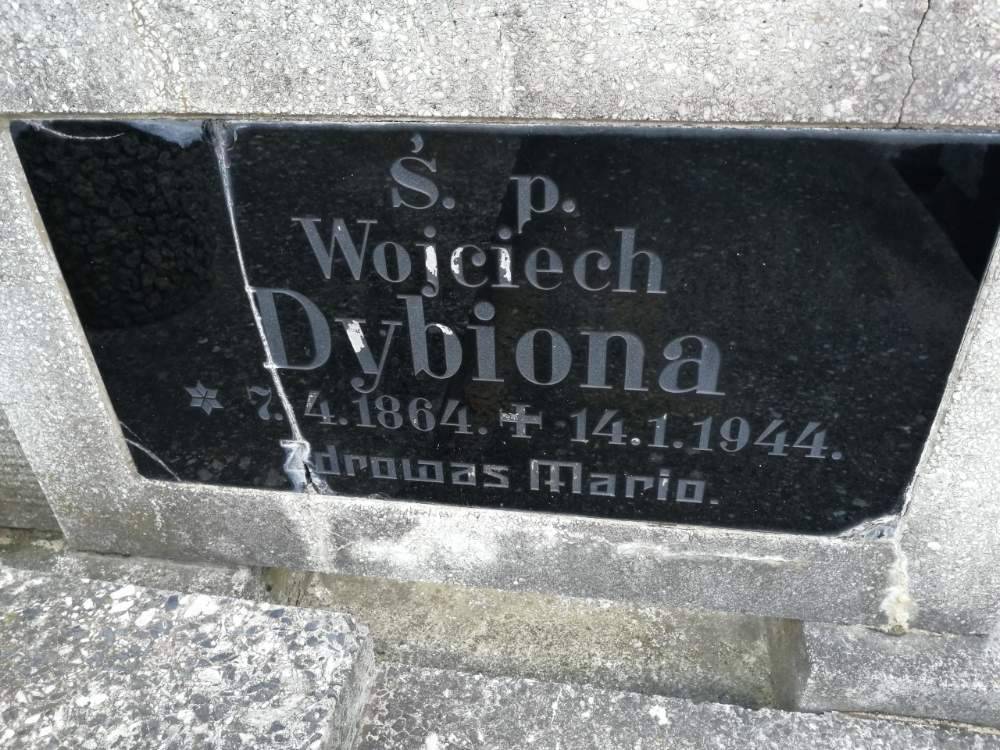 Ś. p.
Wojciech
Dybiona
* 7.4.1864. + 14.1.1944.
Zdrowas Mario.